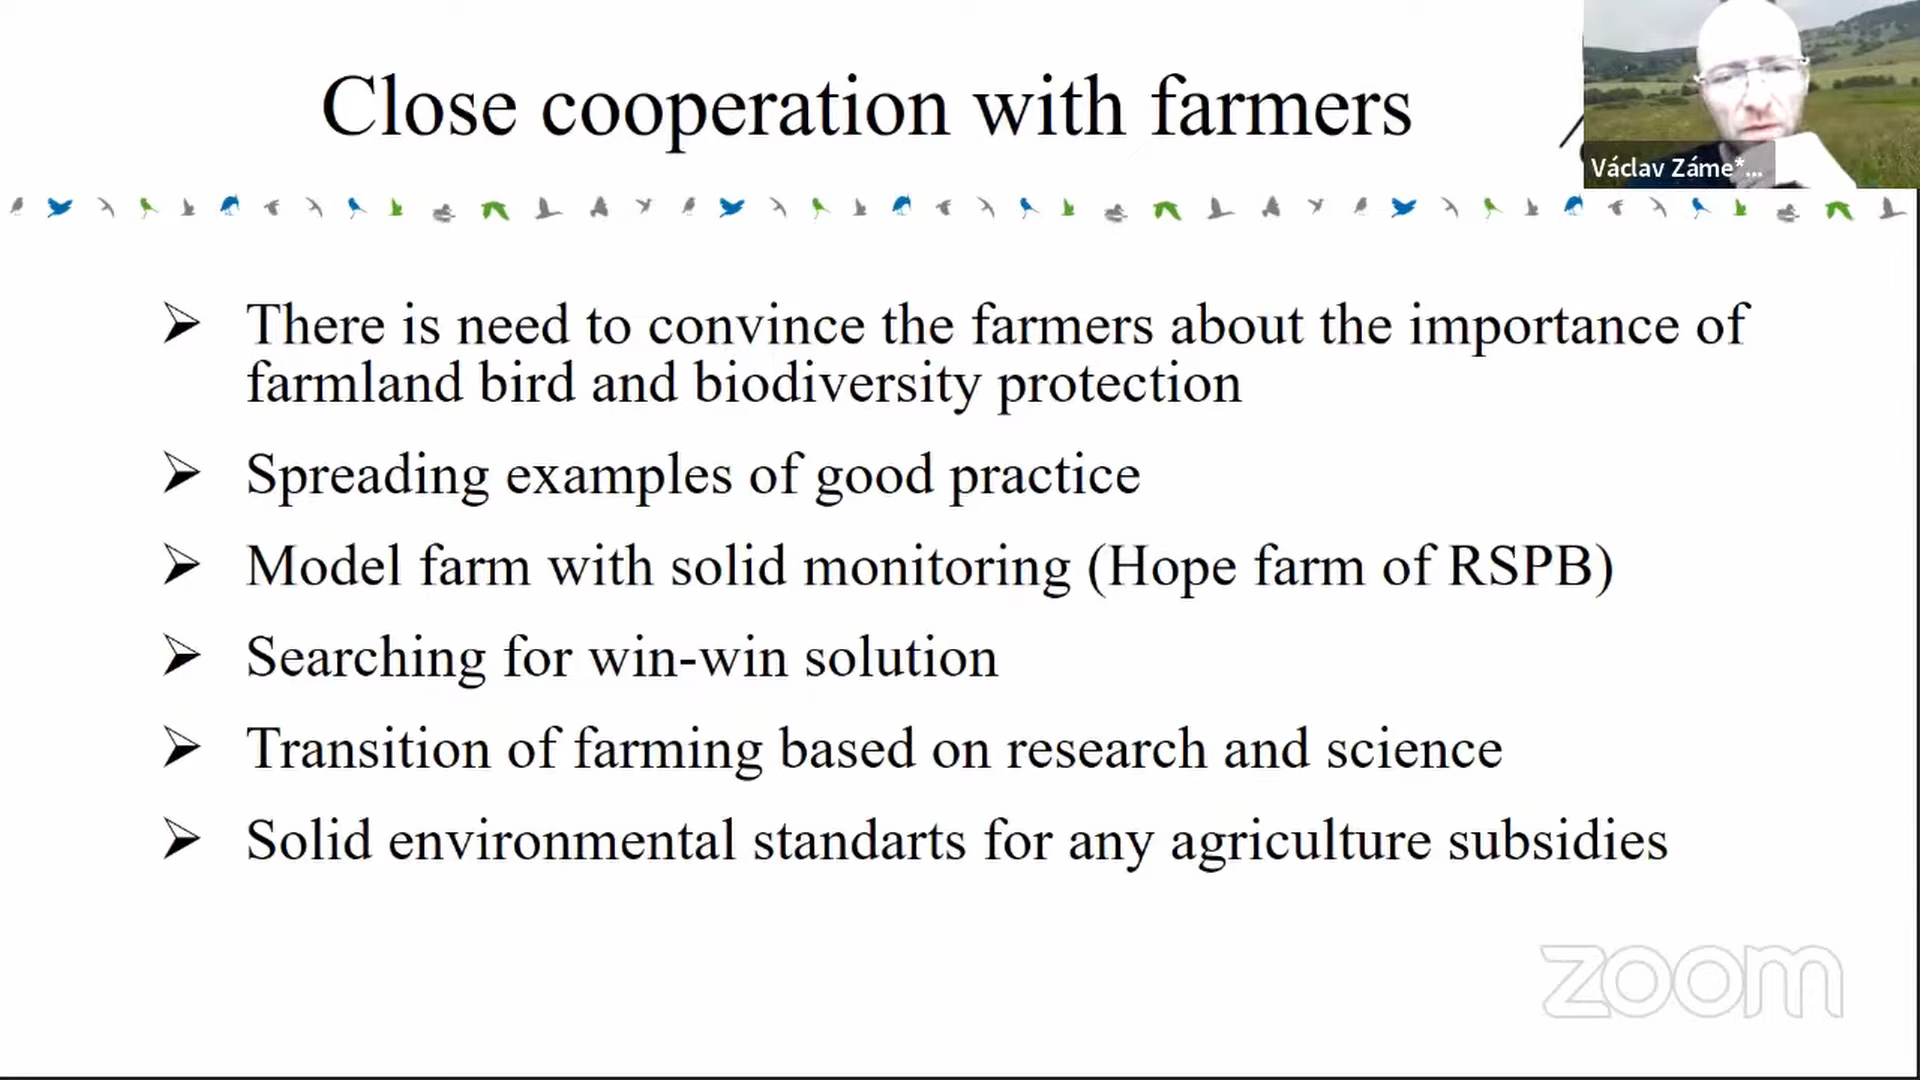 Close cooperation with farmers
Václav Záme*...
➢ There is need to convince the farmers about the importance of
farmland bird and biodiversity protection
➢ Spreading examples of good practice
➢ Model farm with solid monitoring (Hope farm of RSPB)
➢ Searching for win-win solution
➢ Transition of farming based on research and science
➢ Solid environmental standarts for any agriculture subsidies
zoom